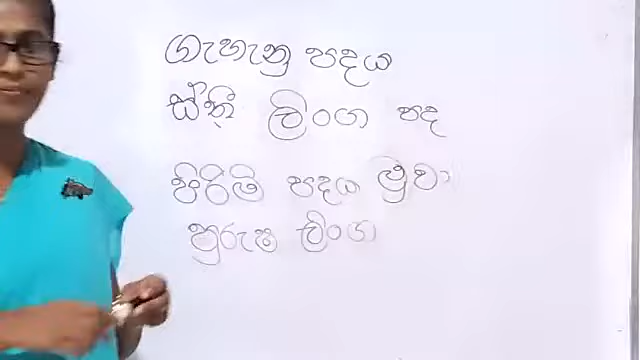 ගැහැනු පදය
ස්ත්‍රී ලිංග පද
පිරිමි පදය
පුරුෂ ලිංග